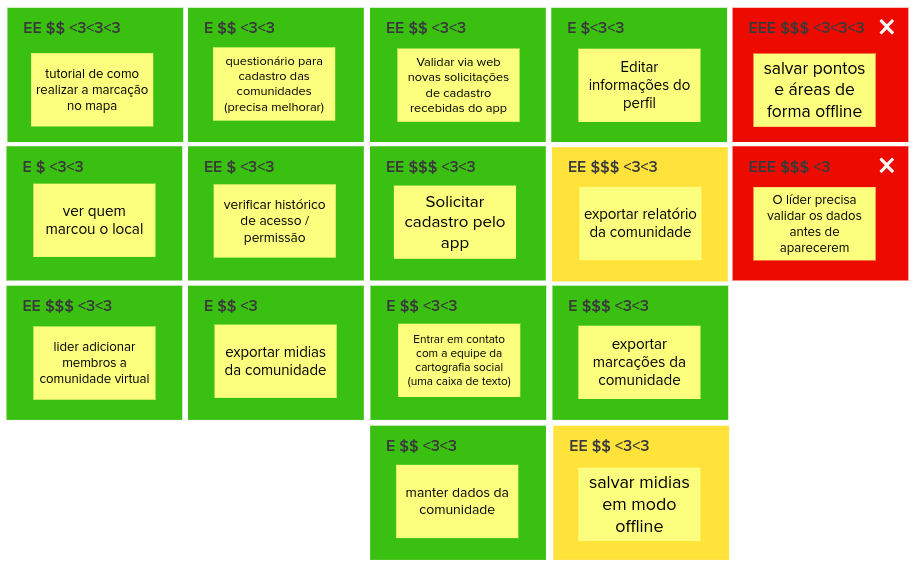 EE $$ <3<3<3
tutorial de como
realizar a marcação
no mapa
E $$ <3<3
questionário para
cadastro das
comunidades
(precisa melhorar)
EE $$ <3<3
Validar via web
novas solicitações
de cadastro
recebidas do app
E $<3<3
Editar
informações do
perfil
EEE $$$ <3<3<3
salvar pontos
e áreas de
forma offline
E $ <3<3
ver quem
marcou o local
EE $ <3<3
verificar histórico
de acesso /
permissão
EE $$$ <3<3
Solicitar
cadastro pelo
app
EE $$$ <3<3
exportar relatório
da comunidade
EEE $$$ <3
O líder precisa
validar os dados
antes de
aparecerem
EE $$$ <3<3
lider adicionar
membros a
comunidade virtual
E $$ <3
exportar midias
da comunidade
E $$ <3<3
Entrar em contato
com a equipe da
cartografia social
(uma caixa de texto)
E $$$ <3<3
exportar
marcações da
comunidade
E $$ <3<3
manter dados da
comunidade
EE $$ <3<3
salvar midias
em modo
offline